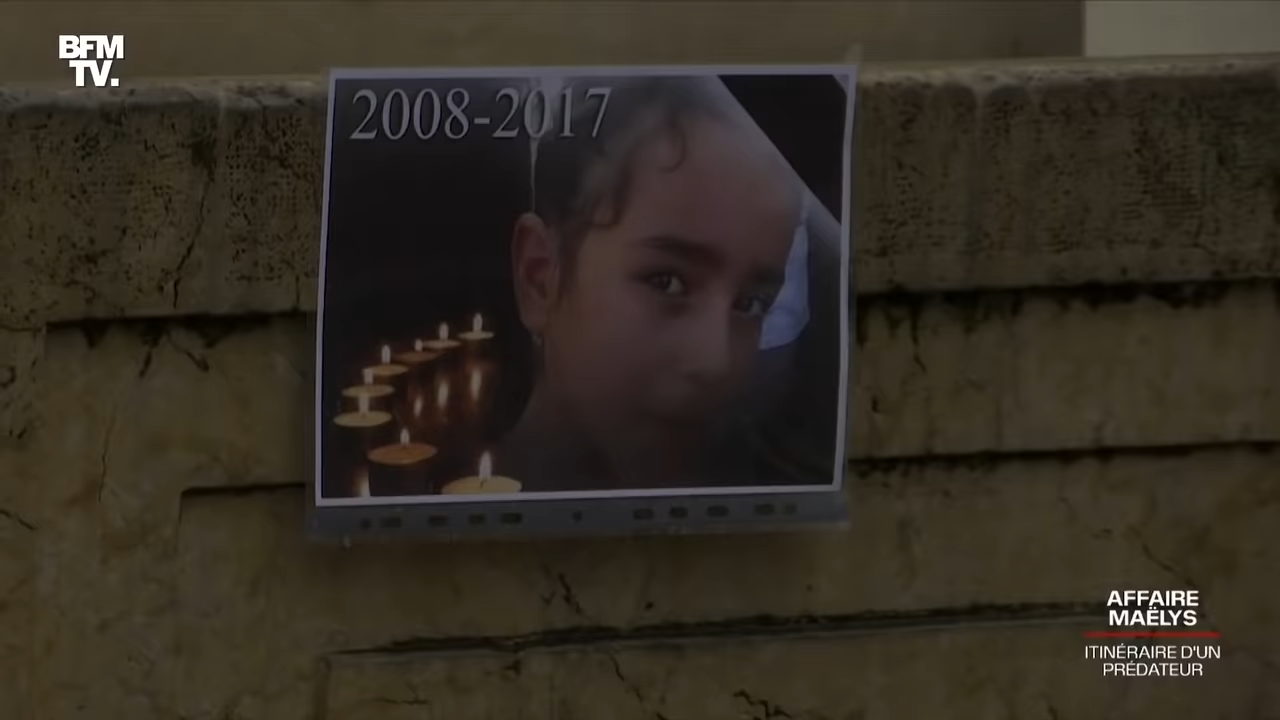 BFM
TV.
2008-2017
AFFAIRE
MAËLYS
ITINÉRAIRE D'UN
PRÉDATEUR